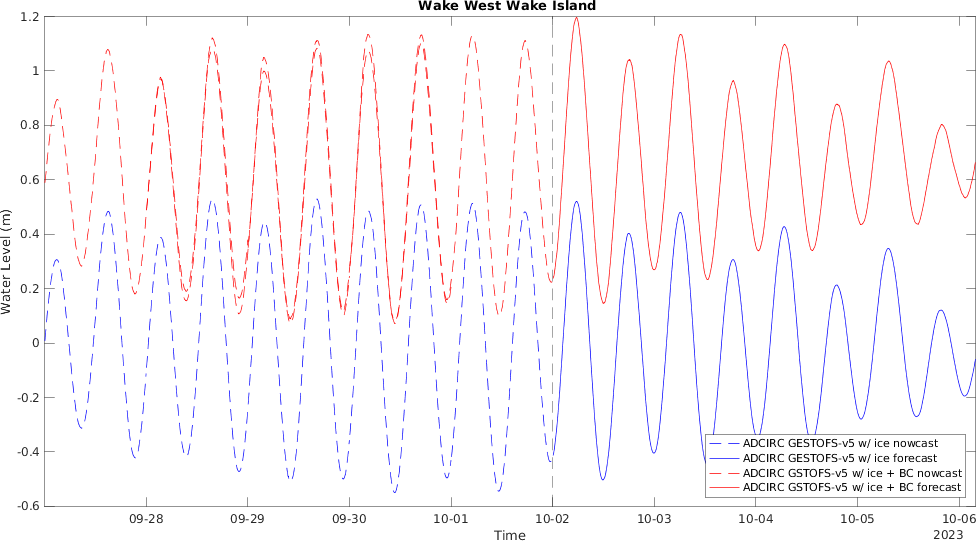 Wake West Wake Island
1.2
1
0.8
0.6
0.4
0.2
0
-0.2
-0.4
-0.6
Water Level (m)
ADCIRC GESTOFS-v5 w/ ice nowcast
ADCIRC GESTOFS-v5 w/ ice forecast
ADCIRC GSTOFS-v5 w/ ice + BC nowcast
ADCIRC GSTOFS-v5 w/ ice + BC forecast
09-28 09-29 09-30 10-01 10-02 10-03 10-04 10-05 10-06
Time
2023